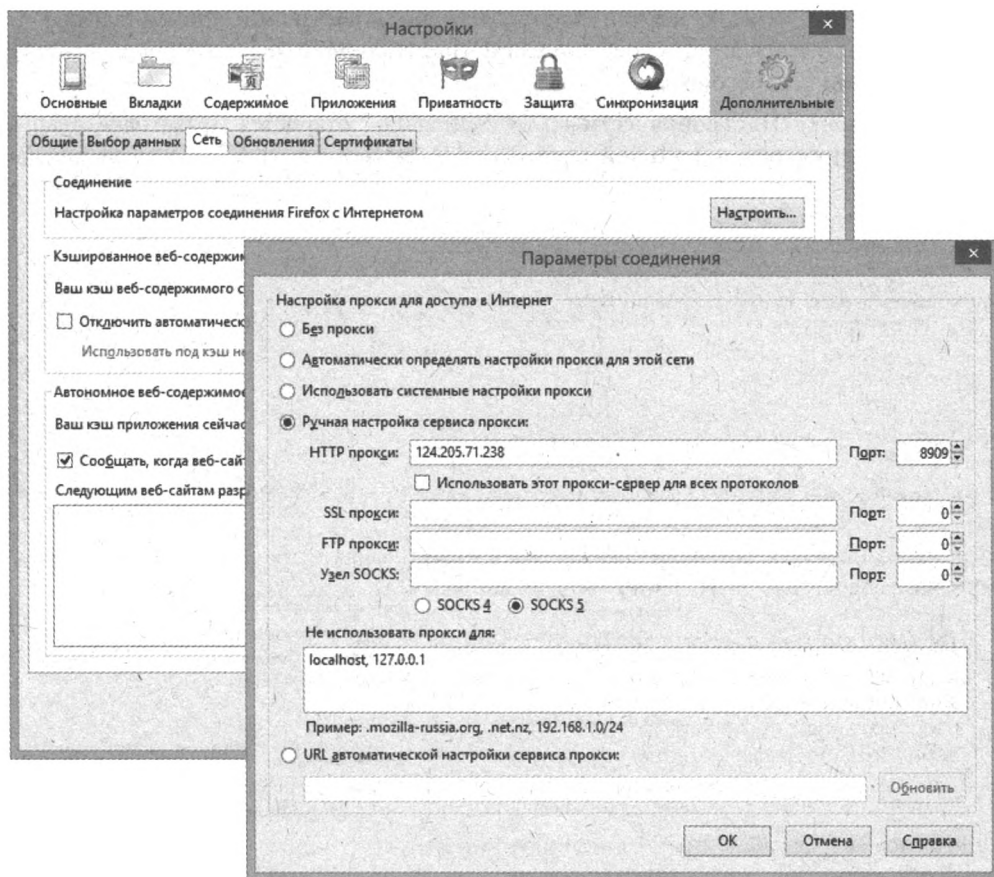 Настройки
Основные Вкладки Содержимое Приложения Приватность Защита Синхронизация Дополнительные
Общие Выбор данных Сеть Обновления Сертификаты
Соединение
Настройка параметров соединения Firefox с Интернетом Настроить...
Кэшированное веб-содержим
Ваш кэш веб-содержимого с
Отключить автоматическ
Использовать под кэш не
Автономное веб-содержимое
Ваш кэш приложения сейчас
Сообщать, когда веб-сайт
Следующим веб-сайтам разр
Параметры соединения
Настройка прокси для доступа в Интернет
Без прокси
Автоматически определять настройки прокси для этой сети
Использовать системные настройки прокси
Ручная настройка сервиса прокси:
HTTP прокси: 124.205.71.238 Порт: 8909
Использовать этот прокси-сервер для всех протоколов
SSL прокси: Порт: 0
FTP прокси: Порт: 0
Узел SOCKS: Порт: 0
SOCKS 4 SOCKS 5
Не использовать прокси для:
localhost, 127.0.0.1
Пример: .mozilla-russia.org, .net.nz, 192.168.1.0/24
URL автоматической настройки сервиса прокси:
Обновить
ОК Отмена Справка